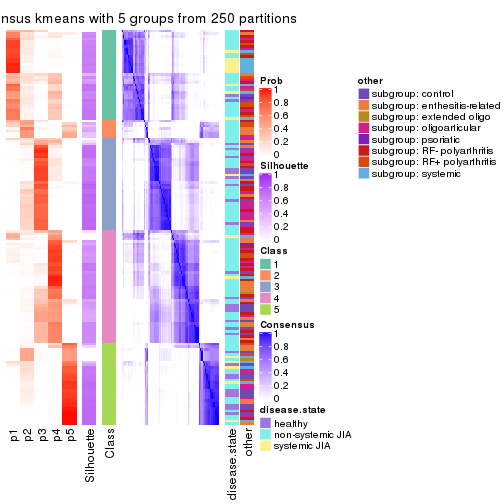 nsus kmeans with 5 groups from 250 partitions
p1
p2
p3
p4
p5
Silhouette
Class
disease.state
other
Prob
1
0.8
0.6
0.4
0.2
0
Silhouette
1
0.8
0.6
0.4
0.2
0
Class
1
2
3
4
5
Consensus
1
0.8
0.6
0.4
0.2
0
disease.state
healthy
non-systemic JIA
systemic JIA
other
subgroup: control
subgroup: enthesitis-related
subgroup: extended oligo
subgroup: oligoarticular
subgroup: psoriatic
subgroup: RF- polyarthritis
subgroup: RF+ polyarthritis
subgroup: systemic